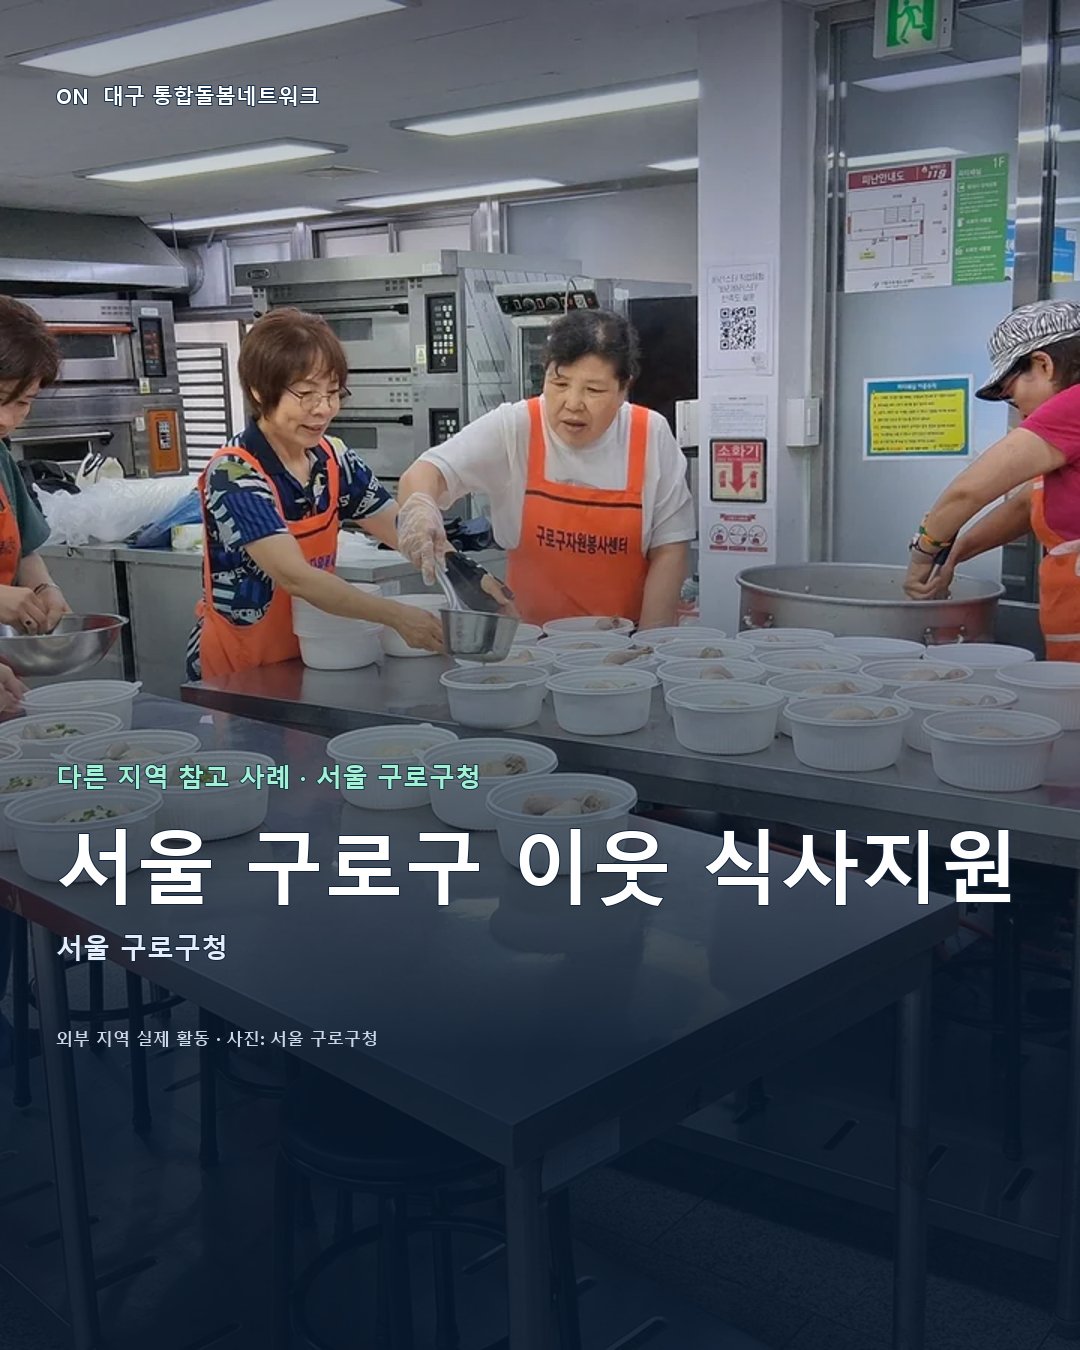 ON 대구 통합돌봄네트워크
1F
피난안내도
119
소화기
구로구자원봉사센터
다른 지역 참고 사례 · 서울 구로구청
서울 구로구 이웃 식사지원
서울 구로구청
외부 지역 실제 활동 · 사진: 서울 구로구청